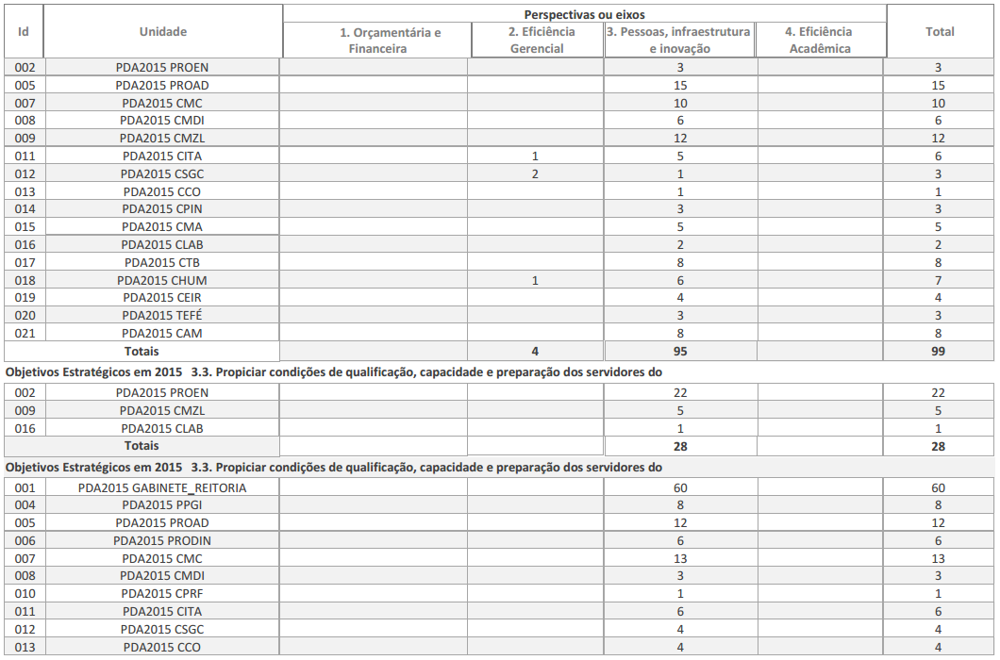 Id Unidade Perspectivas ou eixos Total
1. Orçamentária e Financeira 2. Eficiência Gerencial 3. Pessoas, infraestrutura e inovação 4. Eficiência Acadêmica
002 PDA2015 PROEN 3 3
005 PDA2015 PROAD 15 15
007 PDA2015 CMC 10 10
008 PDA2015 CMDI 6 6
009 PDA2015 CMZL 12 12
011 PDA2015 CITA 1 5 6
012 PDA2015 CSGC 2 1 3
013 PDA2015 CCO 1 1
014 PDA2015 CPIN 3 3
015 PDA2015 CMA 5 5
016 PDA2015 CLAB 2 2
017 PDA2015 CTB 8 8
018 PDA2015 CHUM 1 6 7
019 PDA2015 CEIR 4 4
020 PDA2015 TEFÉ 3 3
021 PDA2015 CAM 8 8
Totais 4 95 99
Objetivos Estratégicos em 2015 3.3. Propiciar condições de qualificação, capacidade e preparação dos servidores do
002 PDA2015 PROEN 22 22
009 PDA2015 CMZL 5 5
016 PDA2015 CLAB 1 1
Totais 28 28
Objetivos Estratégicos em 2015 3.3. Propiciar condições de qualificação, capacidade e preparação dos servidores do
001 PDA2015 GABINETE_REITORIA 60 60
004 PDA2015 PPGI 8 8
005 PDA2015 PROAD 12 12
006 PDA2015 PRODIN 6 6
007 PDA2015 CMC 13 13
008 PDA2015 CMDI 3 3
010 PDA2015 CPRF 1 1
011 PDA2015 CITA 6 6
012 PDA2015 CSGC 4 4
013 PDA2015 CCO 4 4